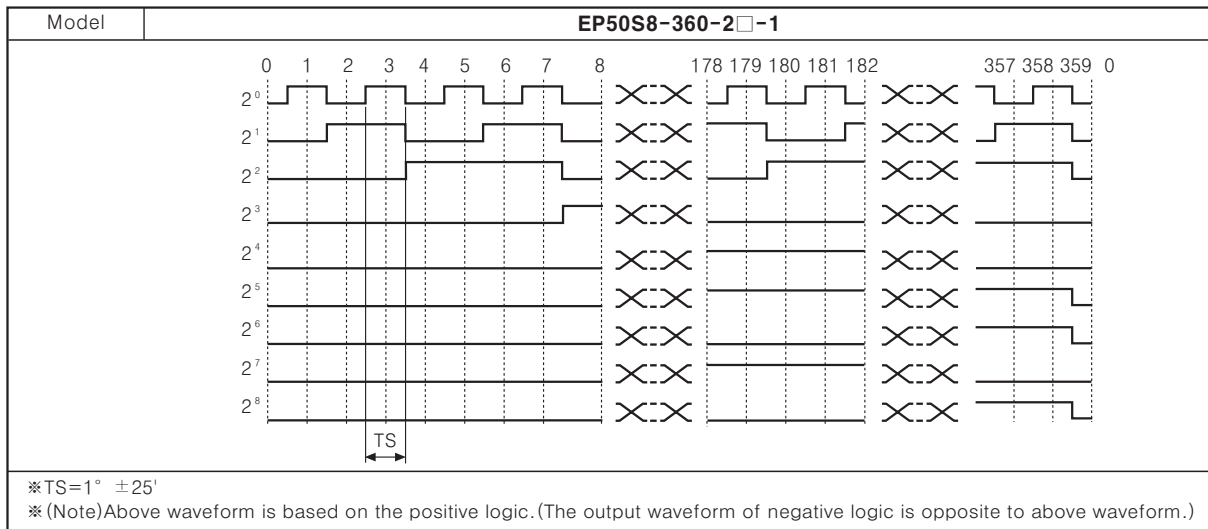 Model EP50S8-360-2□-1
0 1 2 3 4 5 6 7 8 178 179 180 181 182 357 358 359 0
2⁰
2¹
2²
2³
2⁴
2⁵
2⁶
2⁷
2⁸
TS
※TS=1° ±25'
※(Note)Above waveform is based on the positive logic.(The output waveform of negative logic is opposite to above waveform.)